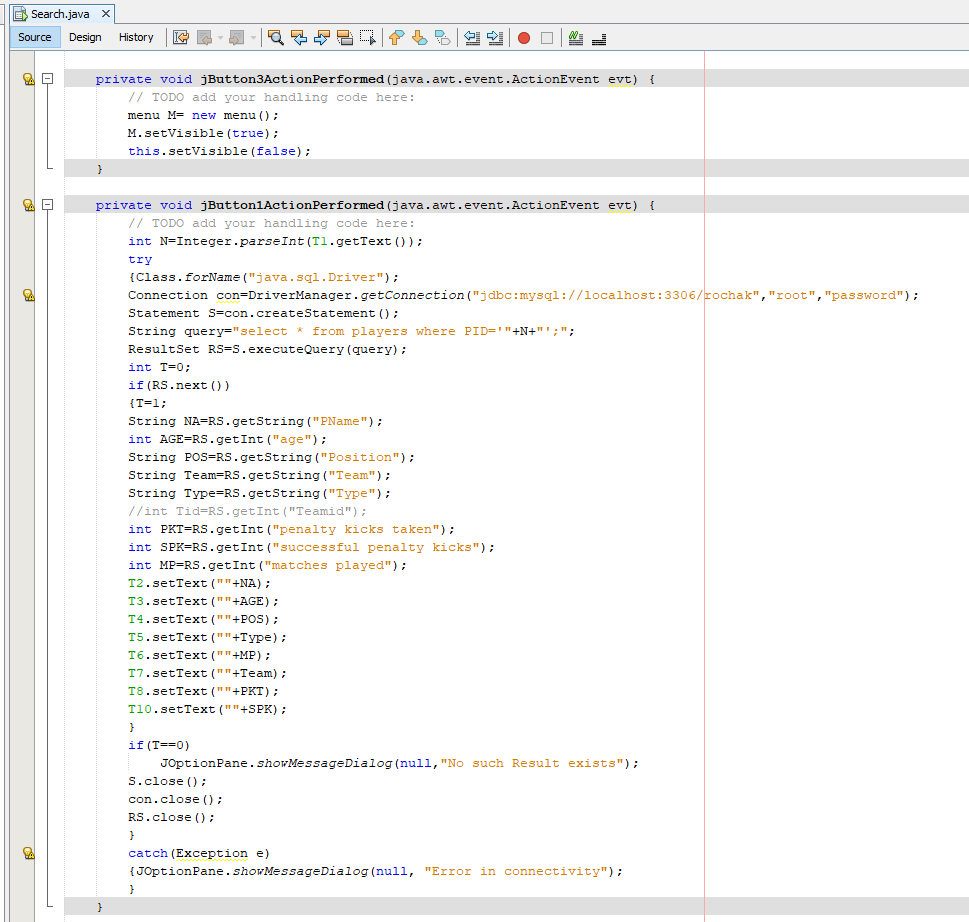 Search.java
Source Design History
private void jButton3ActionPerformed(java.awt.event.ActionEvent evt) {
// TODO add your handling code here:
menu M= new menu();
M.setVisible(true);
this.setVisible(false);
}
private void jButton1ActionPerformed(java.awt.event.ActionEvent evt) {
// TODO add your handling code here:
int N=Integer.parseInt(T1.getText());
try
{Class.forName("java.sql.Driver");
Connection con=DriverManager.getConnection("jdbc:mysql://localhost:3306/rochak","root","password");
Statement S=con.createStatement();
String query="select * from players where PID='"+N+"';";
ResultSet RS=S.executeQuery(query);
int T=0;
if(RS.next())
{T=1;
String NA=RS.getString("PName");
int AGE=RS.getInt("age");
String POS=RS.getString("Position");
String Team=RS.getString("Team");
String Type=RS.getString("Type");
//int Tid=RS.getInt("Teamid");
int PKT=RS.getInt("penalty kicks taken");
int SPK=RS.getInt("successful penalty kicks");
int MP=RS.getInt("matches played");
T2.setText(""+NA);
T3.setText(""+AGE);
T4.setText(""+POS);
T5.setText(""+Type);
T6.setText(""+MP);
T7.setText(""+Team);
T8.setText(""+PKT);
T10.setText(""+SPK);
}
if(T==0)
JOptionPane.showMessageDialog(null,"No such Result exists");
S.close();
con.close();
RS.close();
}
catch(Exception e)
{JOptionPane.showMessageDialog(null, "Error in connectivity");
}
}